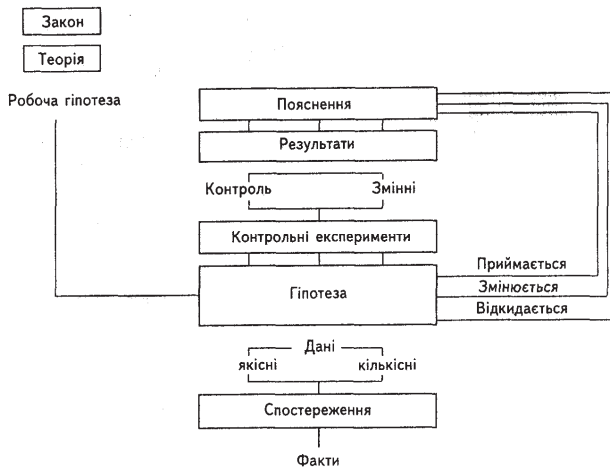 Закон
Теорія
Робоча гіпотеза
Пояснення
Результати
Контроль Змінні
Контрольні експерименти
Приймається
Гіпотеза
Змінюється
Відкидається
Дані
якісні кількісні
Спостереження
Факти